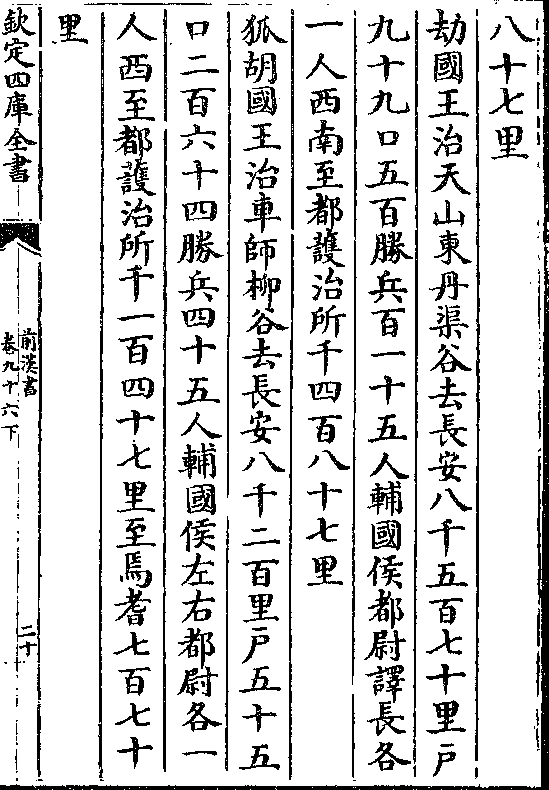 八十七里
劫國王治天山東丹渠谷去長安八千五百七十里戶
九十九口五百勝兵百一十五人輔國侯都尉譯長各
一人西南至都護治所千四百八十七里
狐胡國王治車師柳谷去長安八千二百里戶五十五
口二百六十四勝兵四十五人輔國侯左右都尉各一
人西至都護治所千一百四十七里至焉耆七百七十
里
欽定四庫全書
前漢書
卷九十六下
二十